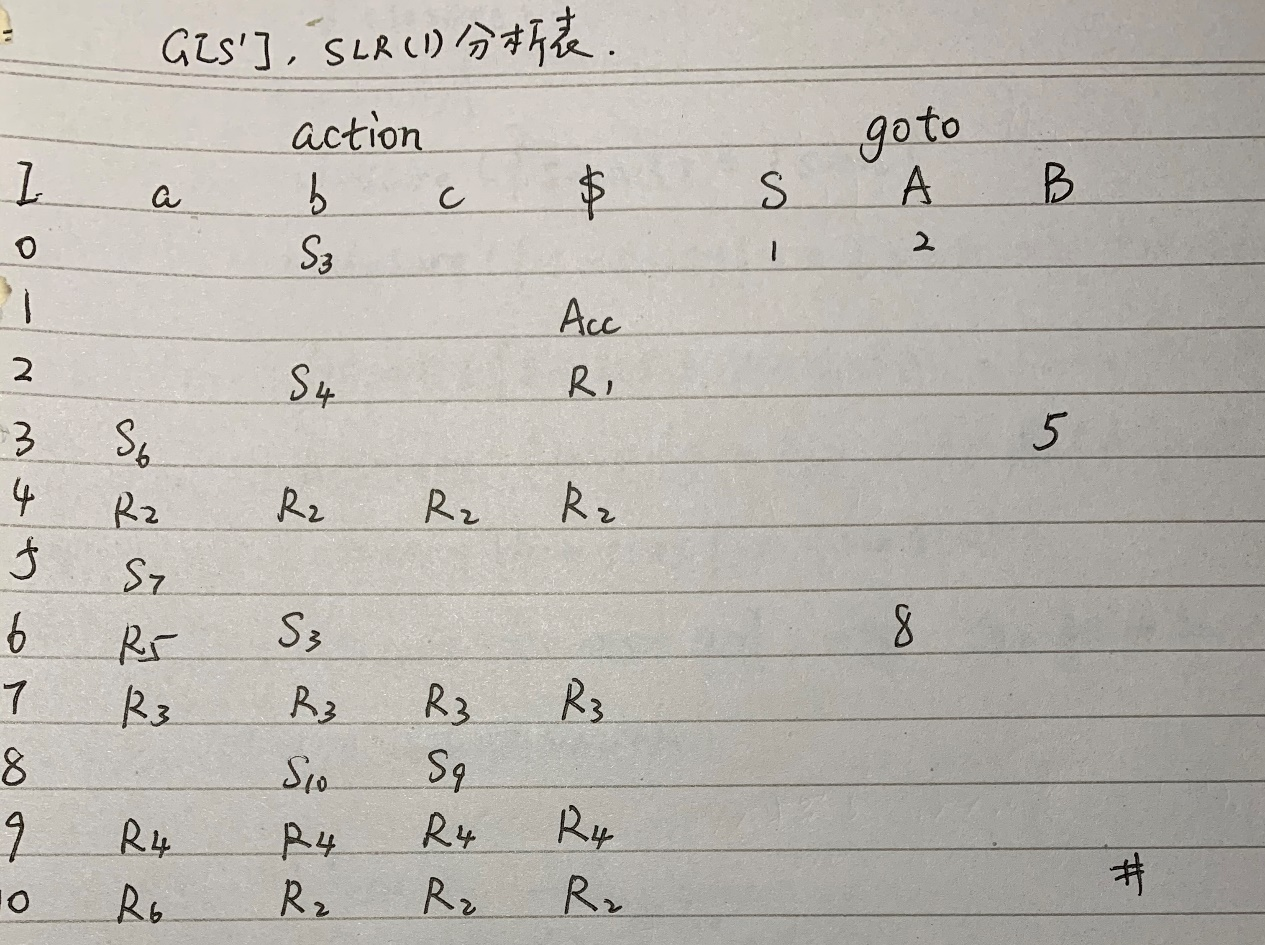 G[S'], SLR(1)分析表.
action goto
I a b c $ S A B
0 S3 1 2
1 Acc
2 S4 R1
3 S6 5
4 R2 R2 R2 R2
5 S7
6 R5 S3 8
7 R3 R3 R3 R3
8 S10 S9
9 R4 R4 R4 R4
#
10 R6 R2 R2 R2